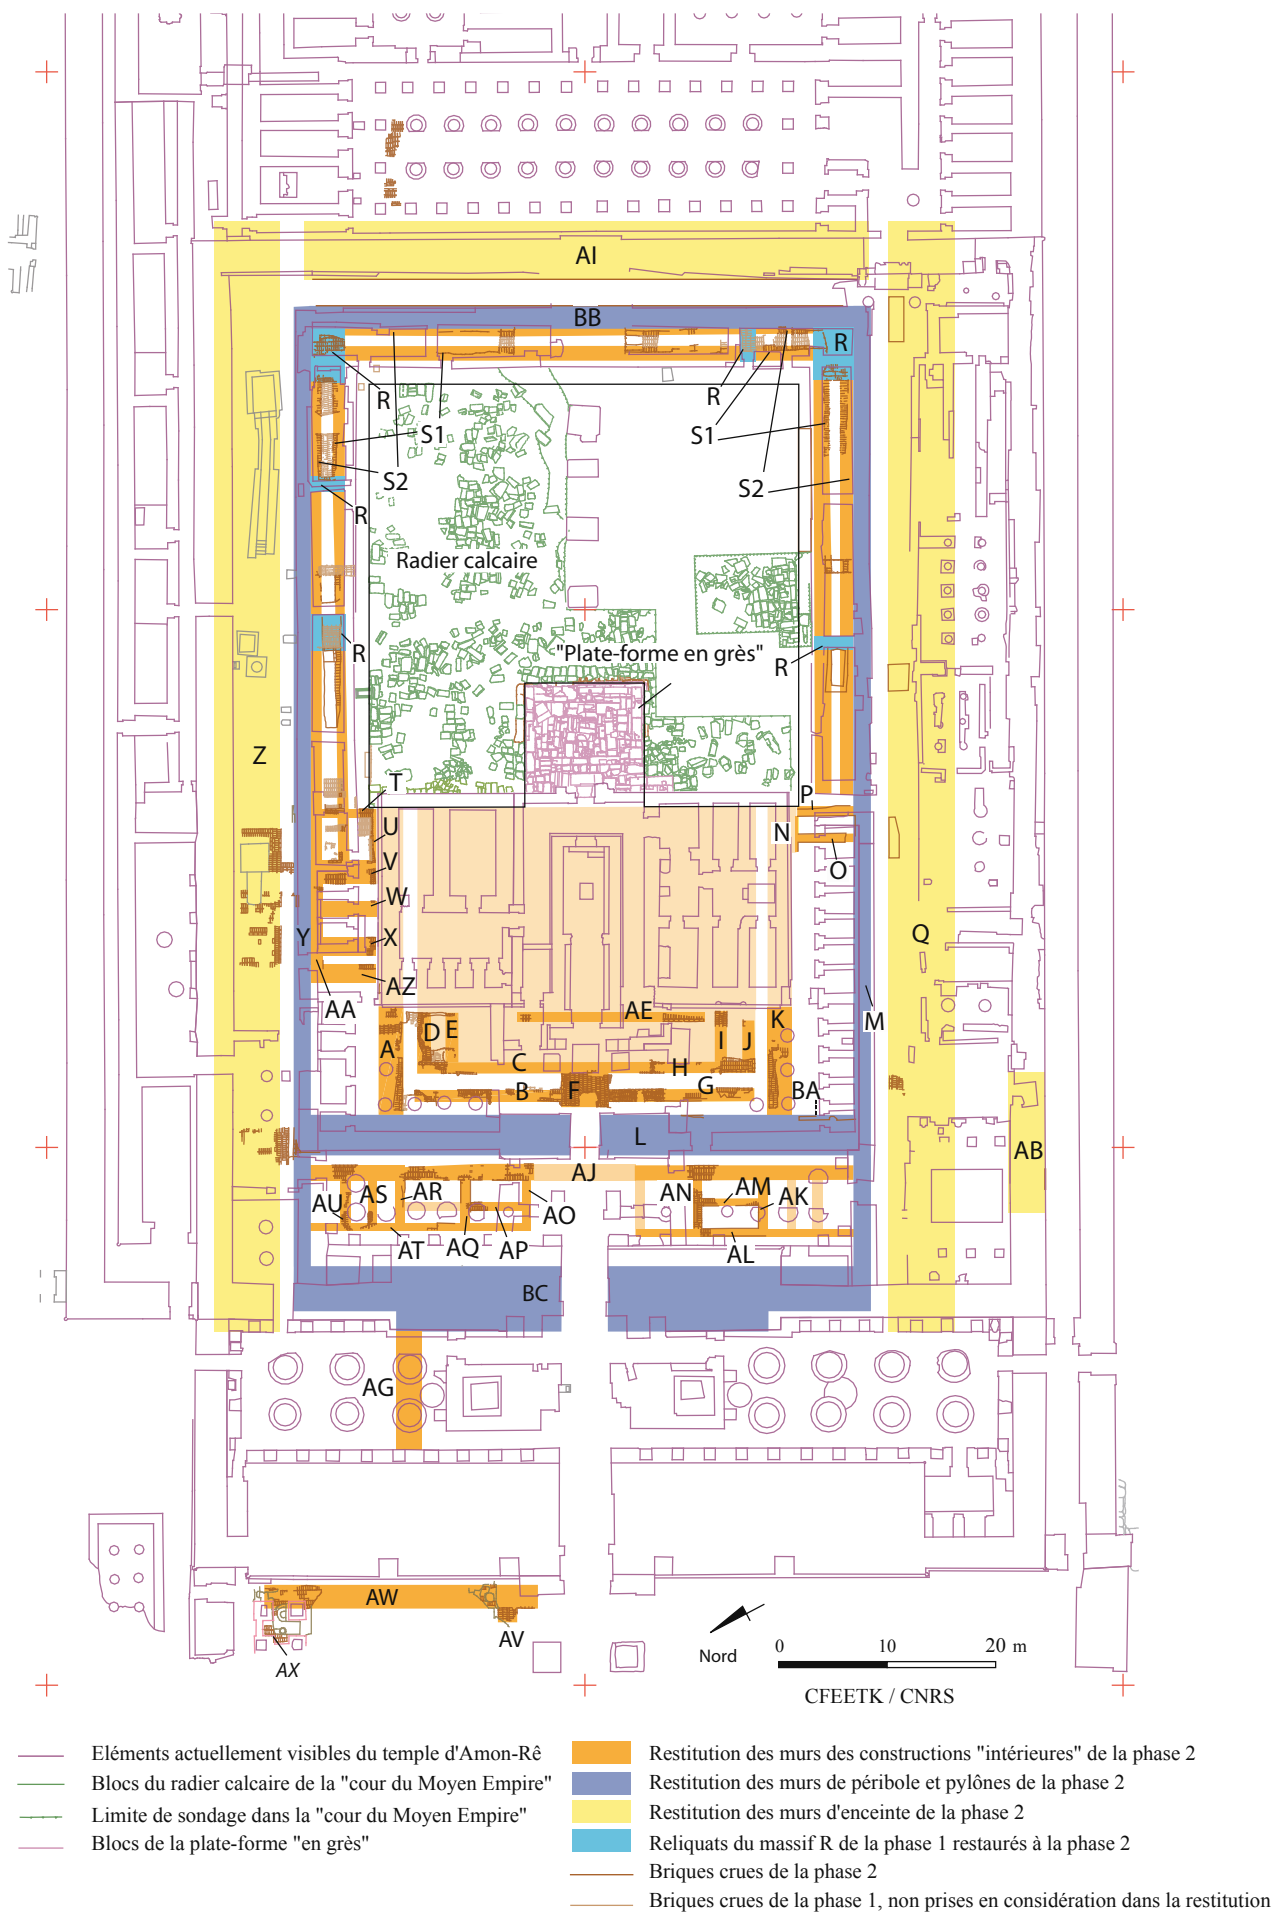 AI
BB
R
R
R
S1
S1
S2
S2
R
Radier calcaire
"Plate-forme en grès"
R
R
Z
T
P
U
N
V
O
W
Y
X
Q
AZ
AA
AE
K
M
D
E
A
I
J
C
H
B
F
G
BA
L
AB
AJ
AU
AS
AR
AN
AM
AK
AO
AT
AQ
AP
AL
BC
AG
AW
AV
AX
Nord
0 10 20 m
CFEETK / CNRS
Eléments actuellement visibles du temple d'Amon-Rê
Blocs du radier calcaire de la "cour du Moyen Empire"
Limite de sondage dans la "cour du Moyen Empire"
Blocs de la plate-forme "en grès"
Restitution des murs des constructions "intérieures" de la phase 2
Restitution des murs de péribole et pylônes de la phase 2
Restitution des murs d'enceinte de la phase 2
Reliquats du massif R de la phase 1 restaurés à la phase 2
Briques crues de la phase 2
Briques crues de la phase 1, non prises en considération dans la restitution